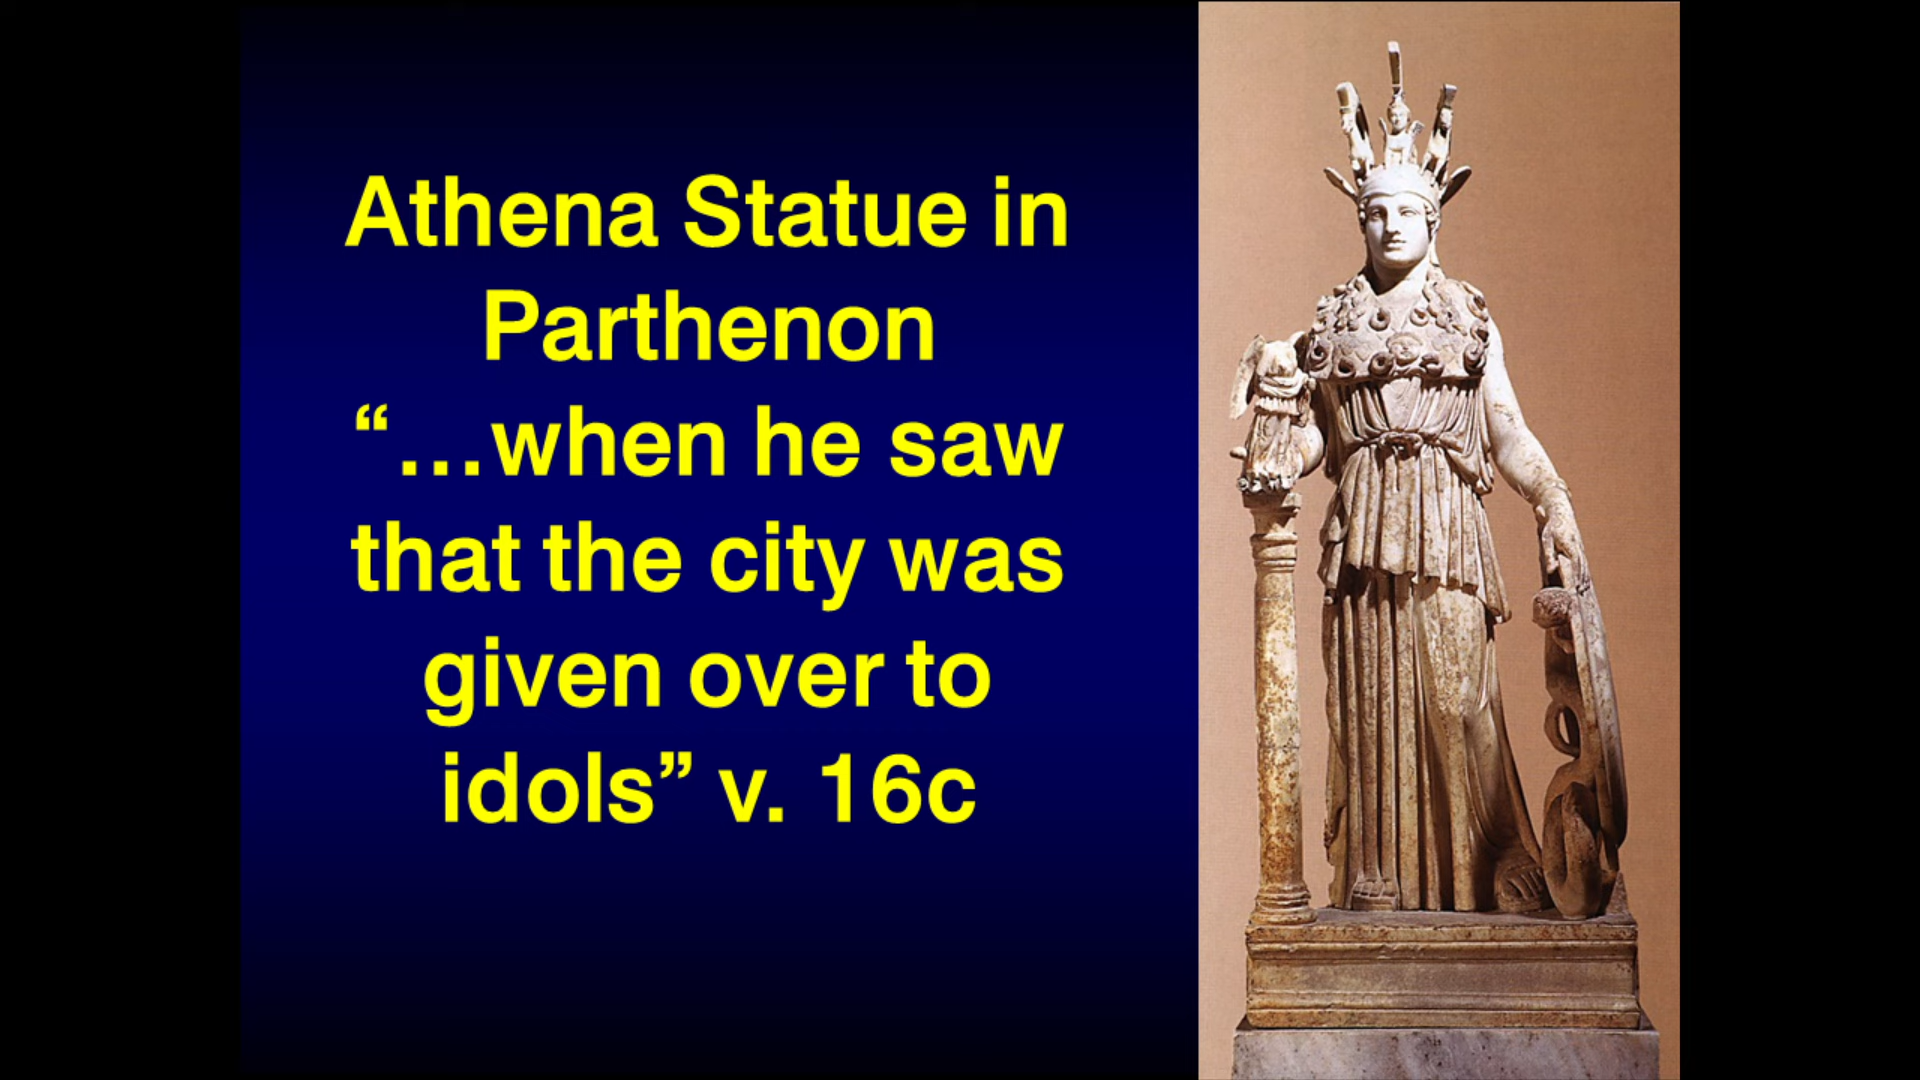 Athena Statue in
Parthenon
“…when he saw
that the city was
given over to
idols” v. 16c